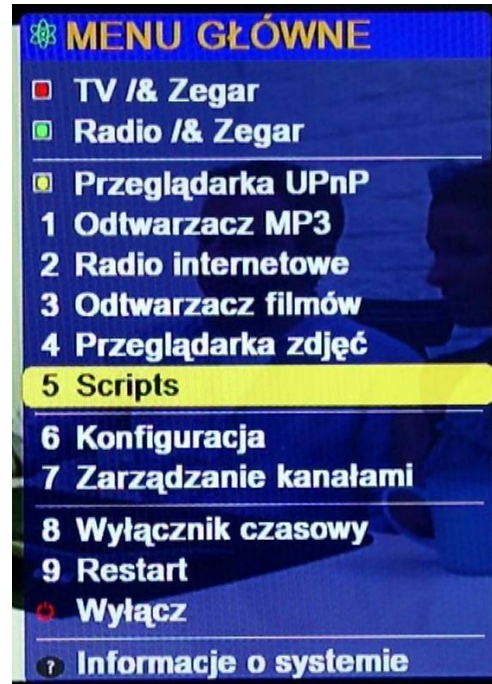 MENU GŁÓWNE
TV /& Zegar
Radio /& Zegar
Przeglądarka UPnP
1 Odtwarzacz MP3
2 Radio internetowe
3 Odtwarzacz filmów
4 Przeglądarka zdjęć
5 Scripts
6 Konfiguracja
7 Zarządzanie kanałami
8 Wyłącznik czasowy
9 Restart
Wyłącz
? Informacje o systemie